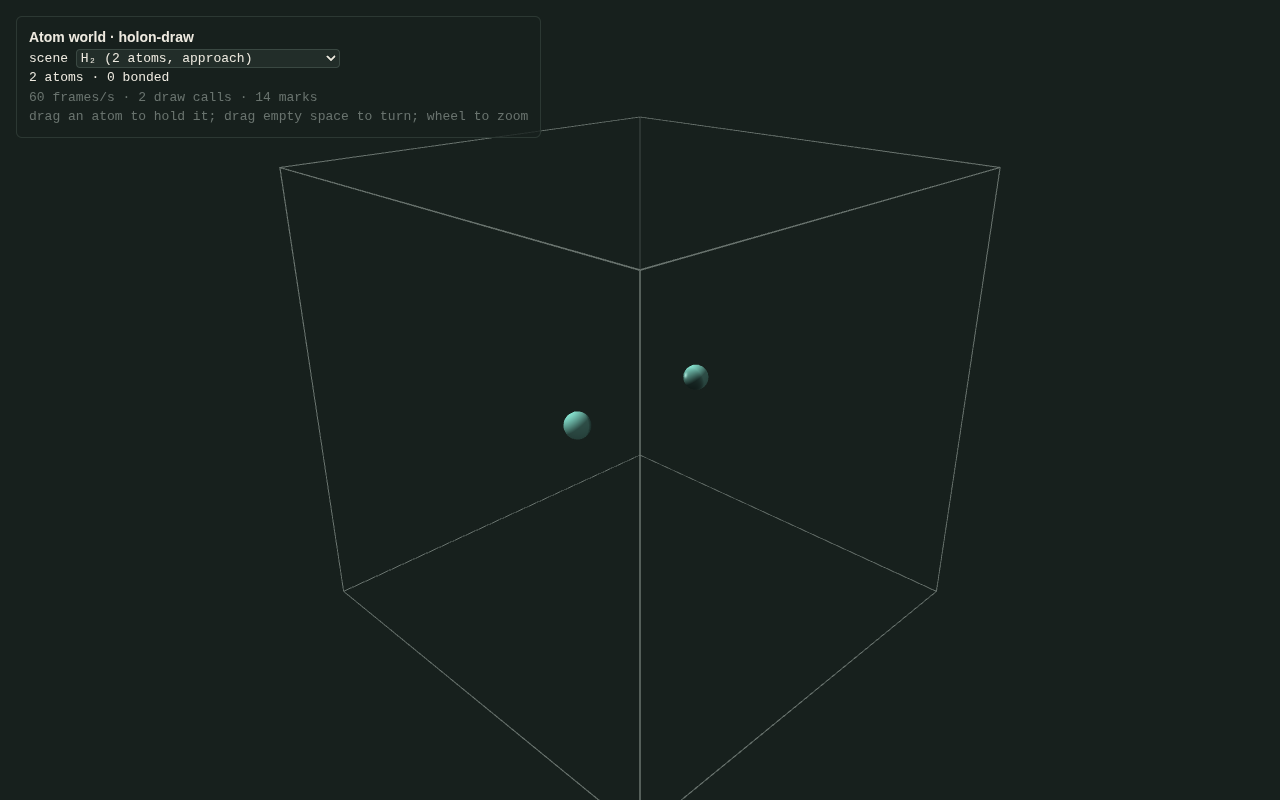 Atom world · holon-draw
scene H₂ (2 atoms, approach)
2 atoms · 0 bonded
60 frames/s · 2 draw calls · 14 marks
drag an atom to hold it; drag empty space to turn; wheel to zoom